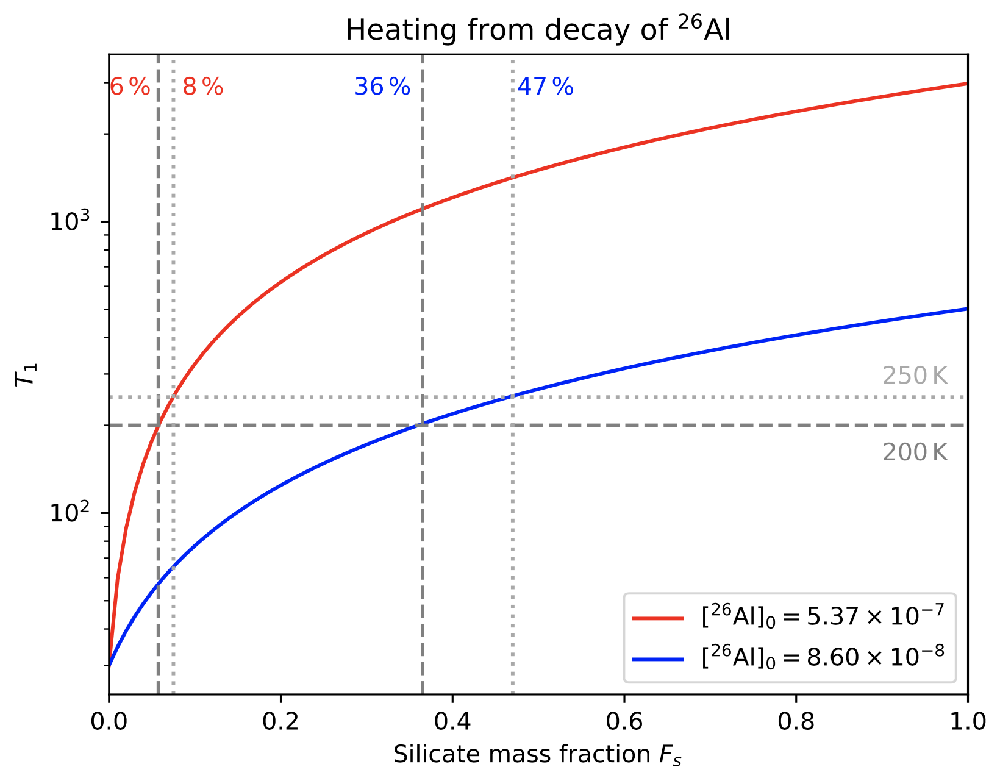 Heating from decay of ²⁶Al
6 % 8 % 36 % 47 %
10³
T₁
250 K
200 K
10²
[²⁶Al]₀ = 5.37 × 10⁻⁷
[²⁶Al]₀ = 8.60 × 10⁻⁸
0.0 0.2 0.4 0.6 0.8 1.0
Silicate mass fraction Fₛ